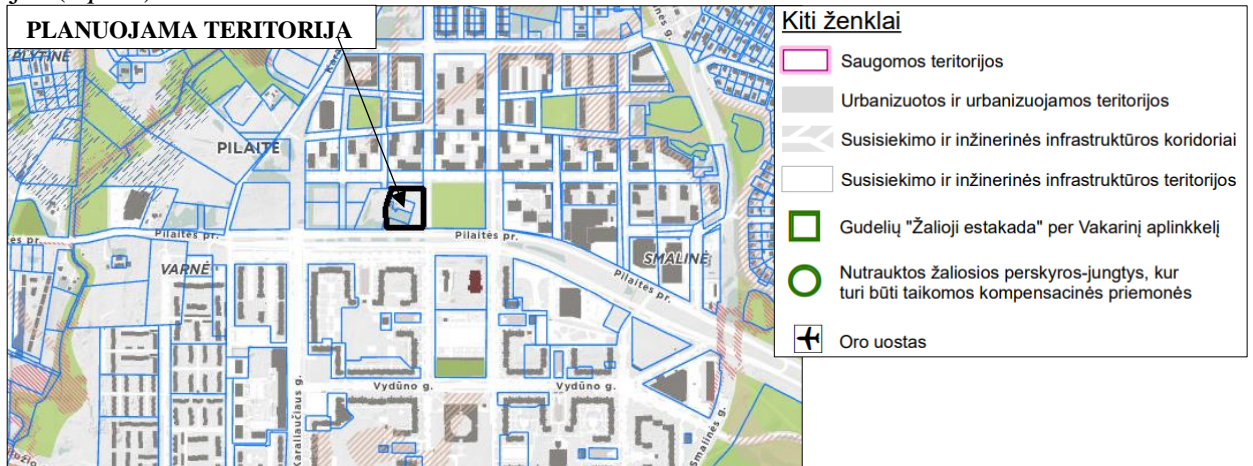 PLANUOJAMA TERITORIJA
PLYTINĖ
PILAITĖ
Pilaitės pr.
Pilaitės pr.
VARNĖ
SMALINĖ
Pilaitės pr.
Vydūno g.
Vydūno g.
Karaliaučiaus g.
Smalinės g.
Kiti ženklai
Saugomos teritorijos
Urbanizuotos ir urbanizuojamos teritorijos
Susisiekimo ir inžinerinės infrastruktūros koridoriai
Susisiekimo ir inžinerinės infrastruktūros teritorijos
Gudelių "Žalioji estakada" per Vakarinį aplinkkelį
Nutrauktos žaliosios perskyros-jungtys, kur
turi būti taikomos kompensacinės priemonės
Oro uostas